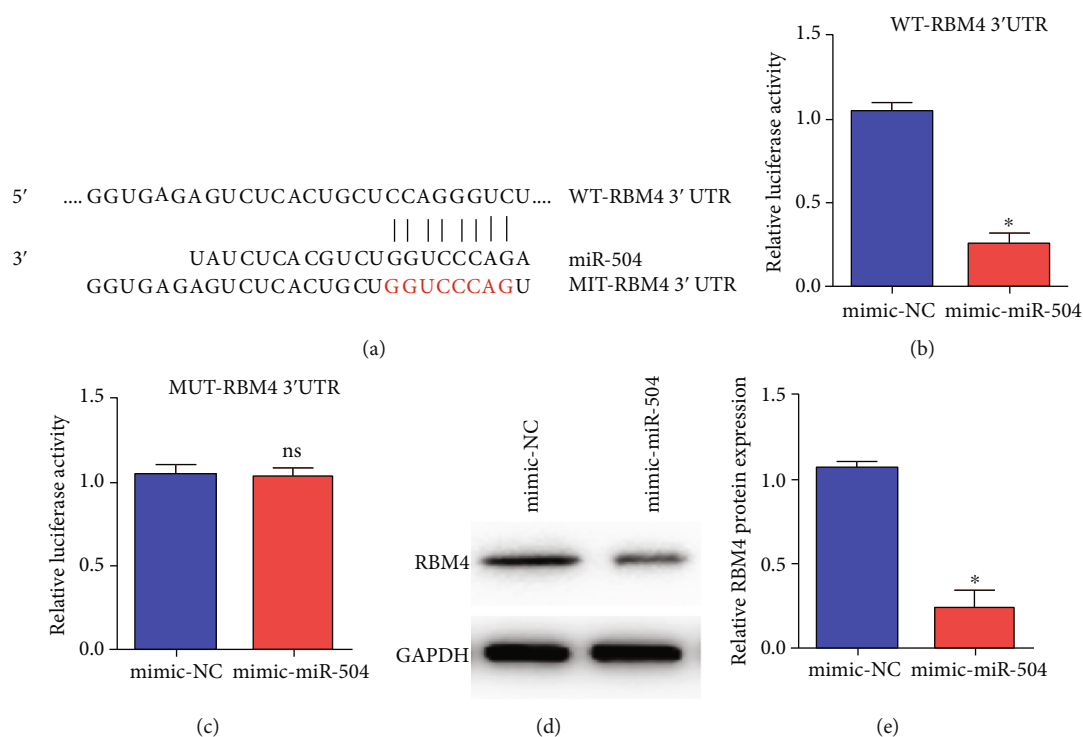 5′ .... GGUGAGAGUCUCACUGCUCCAGGGUCU.... WT-RBM4 3′ UTR
3′ UAUCUCACGUCUGGUCCCAGA miR-504
GGUGAGAGUCUCACUGCUGGUCCCAGU MIT-RBM4 3′ UTR
(a)
WT-RBM4 3′UTR
Relative luciferase activity
1.5
1.0
0.5
0.0
*
mimic-NC mimic-miR-504
(b)
MUT-RBM4 3′UTR
Relative luciferase activity
1.5
1.0
0.5
0.0
ns
mimic-NC mimic-miR-504
(c)
mimic-NC
mimic-miR-504
RBM4
GAPDH
(d)
Relative RBM4 protein expression
1.5
1.0
0.5
0.0
*
mimic-NC mimic-miR-504
(e)